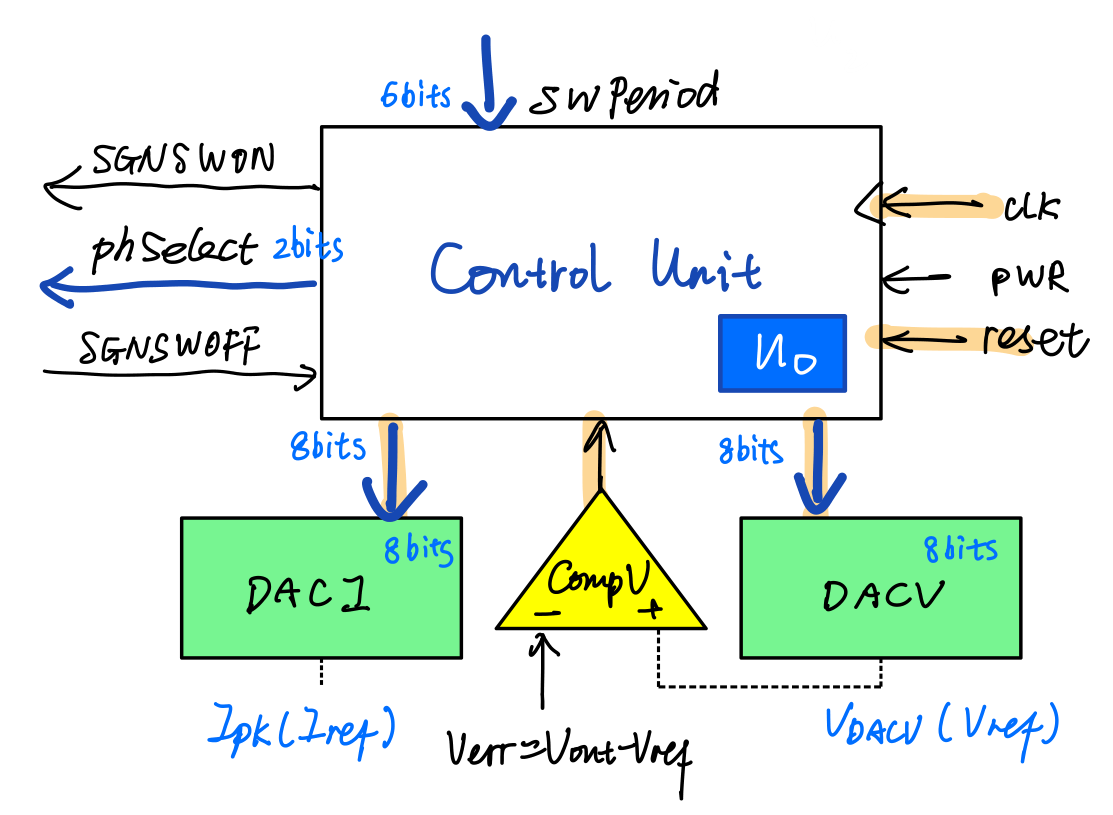 6bits
SWPeriod
SGNSWON
phSelect 2bits
SGNSWOFF
Control Unit
U₀
CLK
PWR
reset
8bits
8bits
8bits
DACI
CompV
- +
8bits
DACV
Ipk(Iref)
Verr=Vout-Vref
VDACV(Vref)